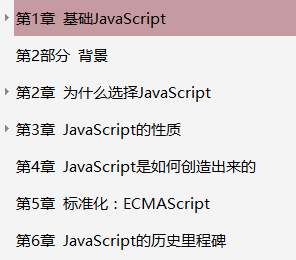 第1章 基础JavaScript
第2部分 背景
第2章 为什么选择JavaScript
第3章 JavaScript的性质
第4章 JavaScript是如何创造出来的
第5章 标准化：ECMAScript
第6章 JavaScript的历史里程碑